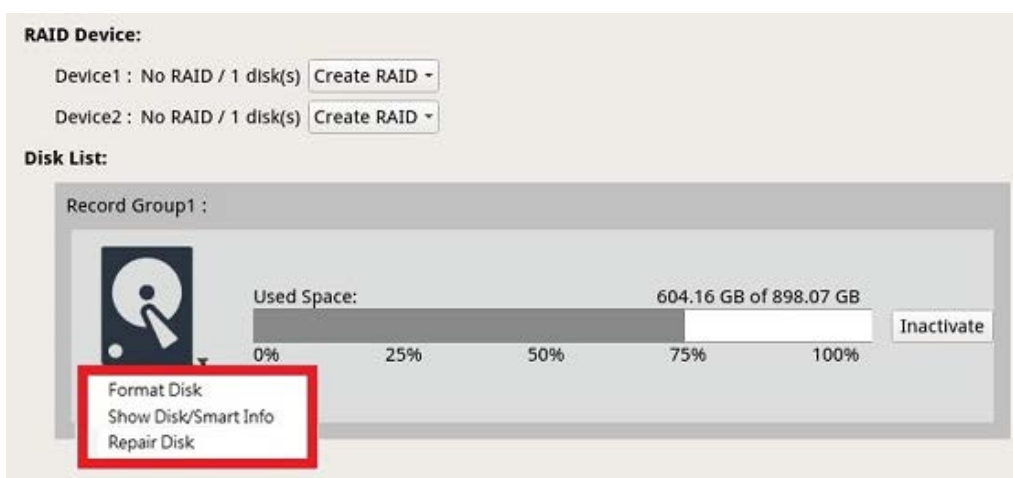 RAID Device:
Device1 : No RAID / 1 disk(s) Create RAID
Device2 : No RAID / 1 disk(s) Create RAID
Disk List:
Record Group1 :
Used Space: 604.16 GB of 898.07 GB
Inactivate
0% 25% 50% 75% 100%
Format Disk
Show Disk/Smart Info
Repair Disk